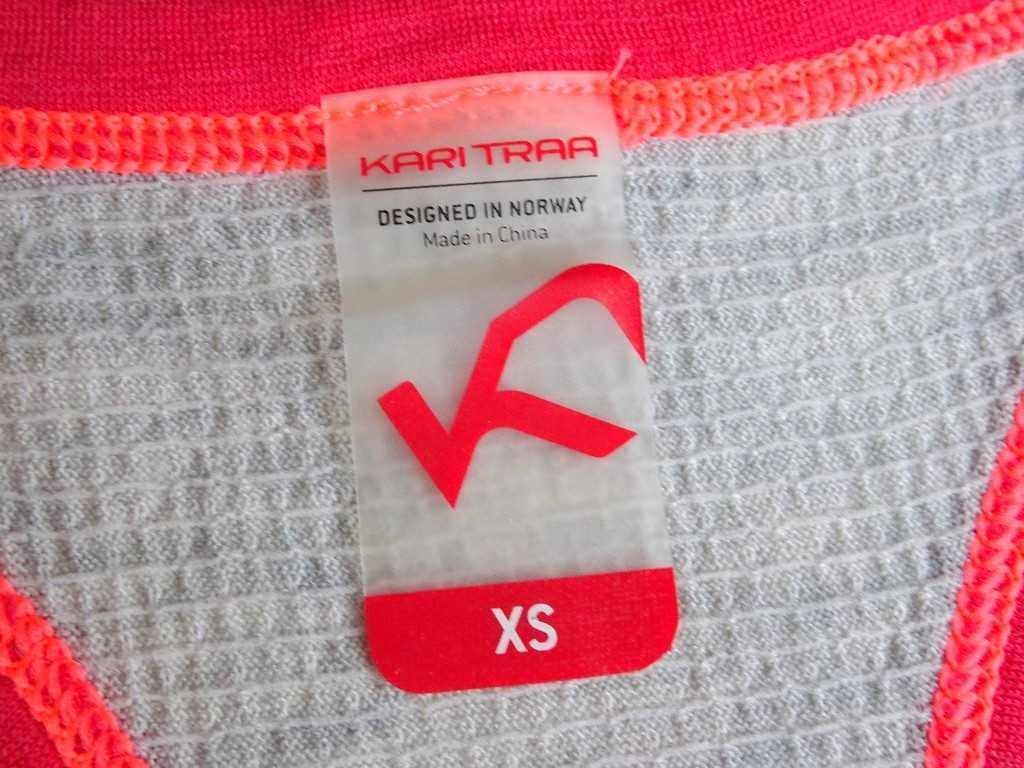 KARI TRAA
DESIGNED IN NORWAY
Made in China
XS